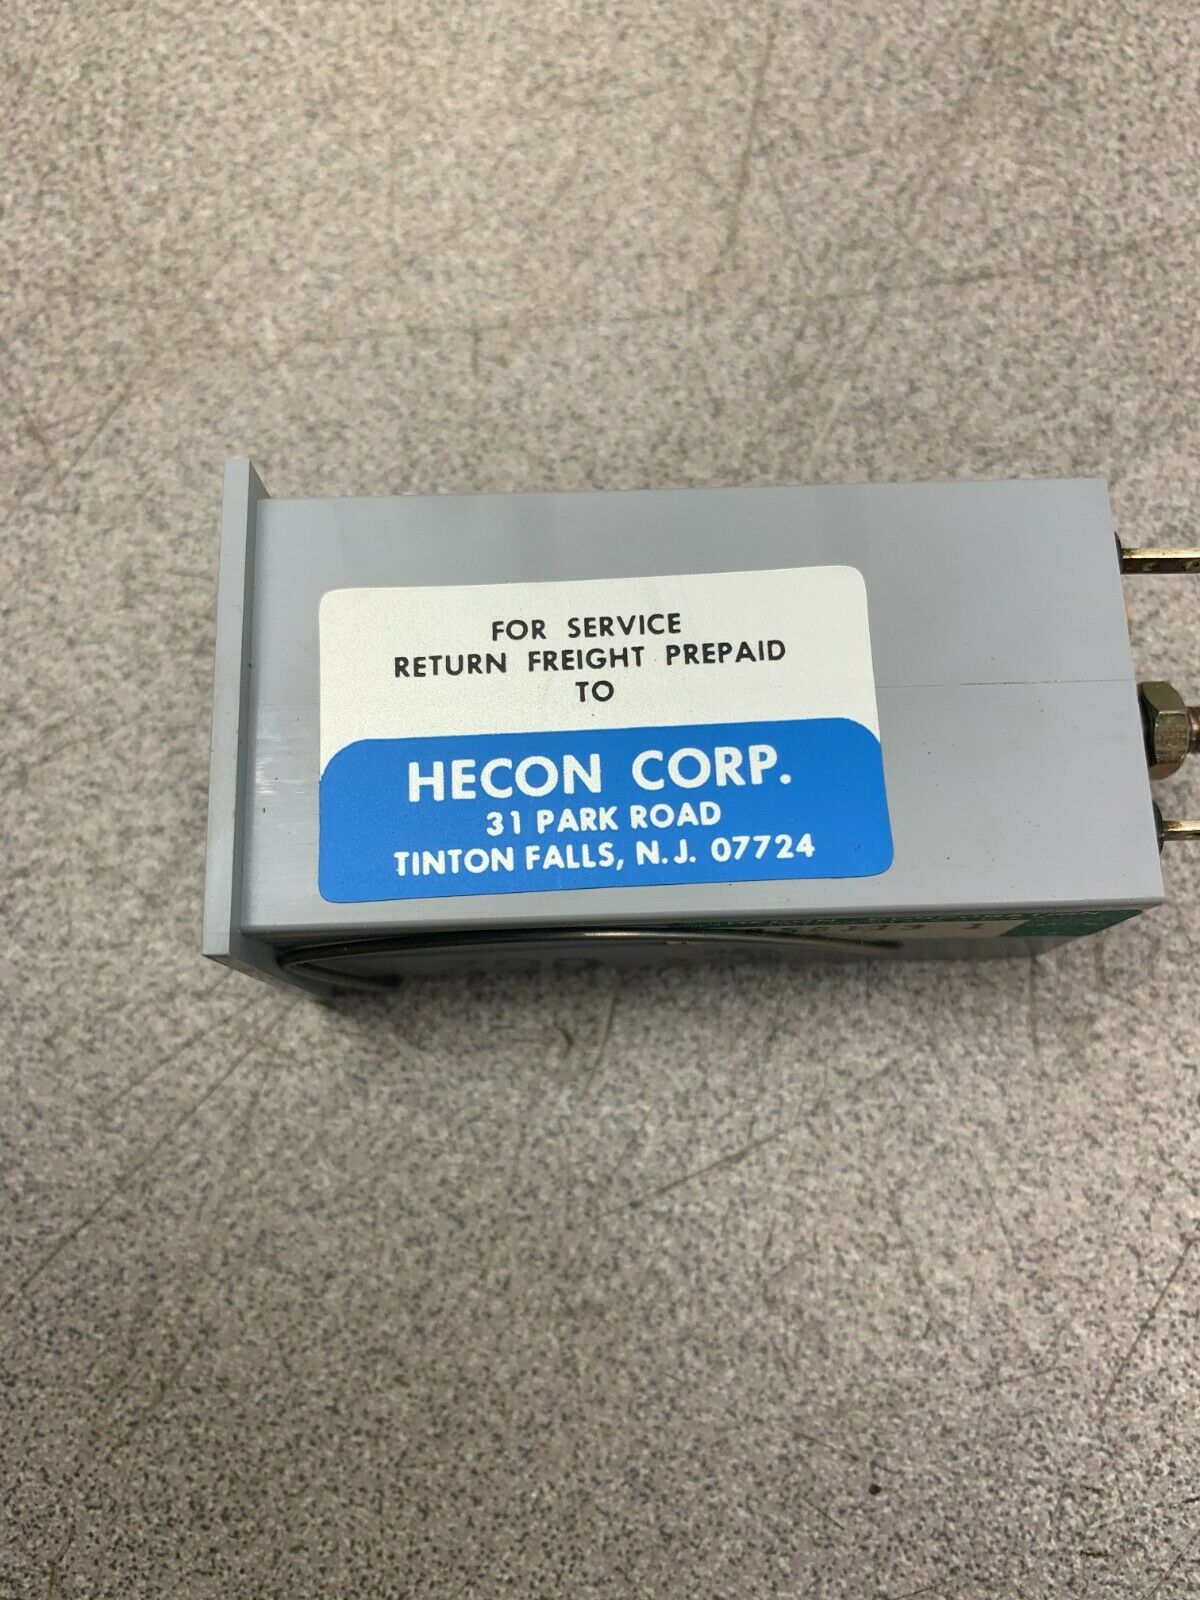 FOR SERVICE
RETURN FREIGHT PREPAID
TO
HECON CORP.
31 PARK ROAD
TINTON FALLS, N.J. 07724